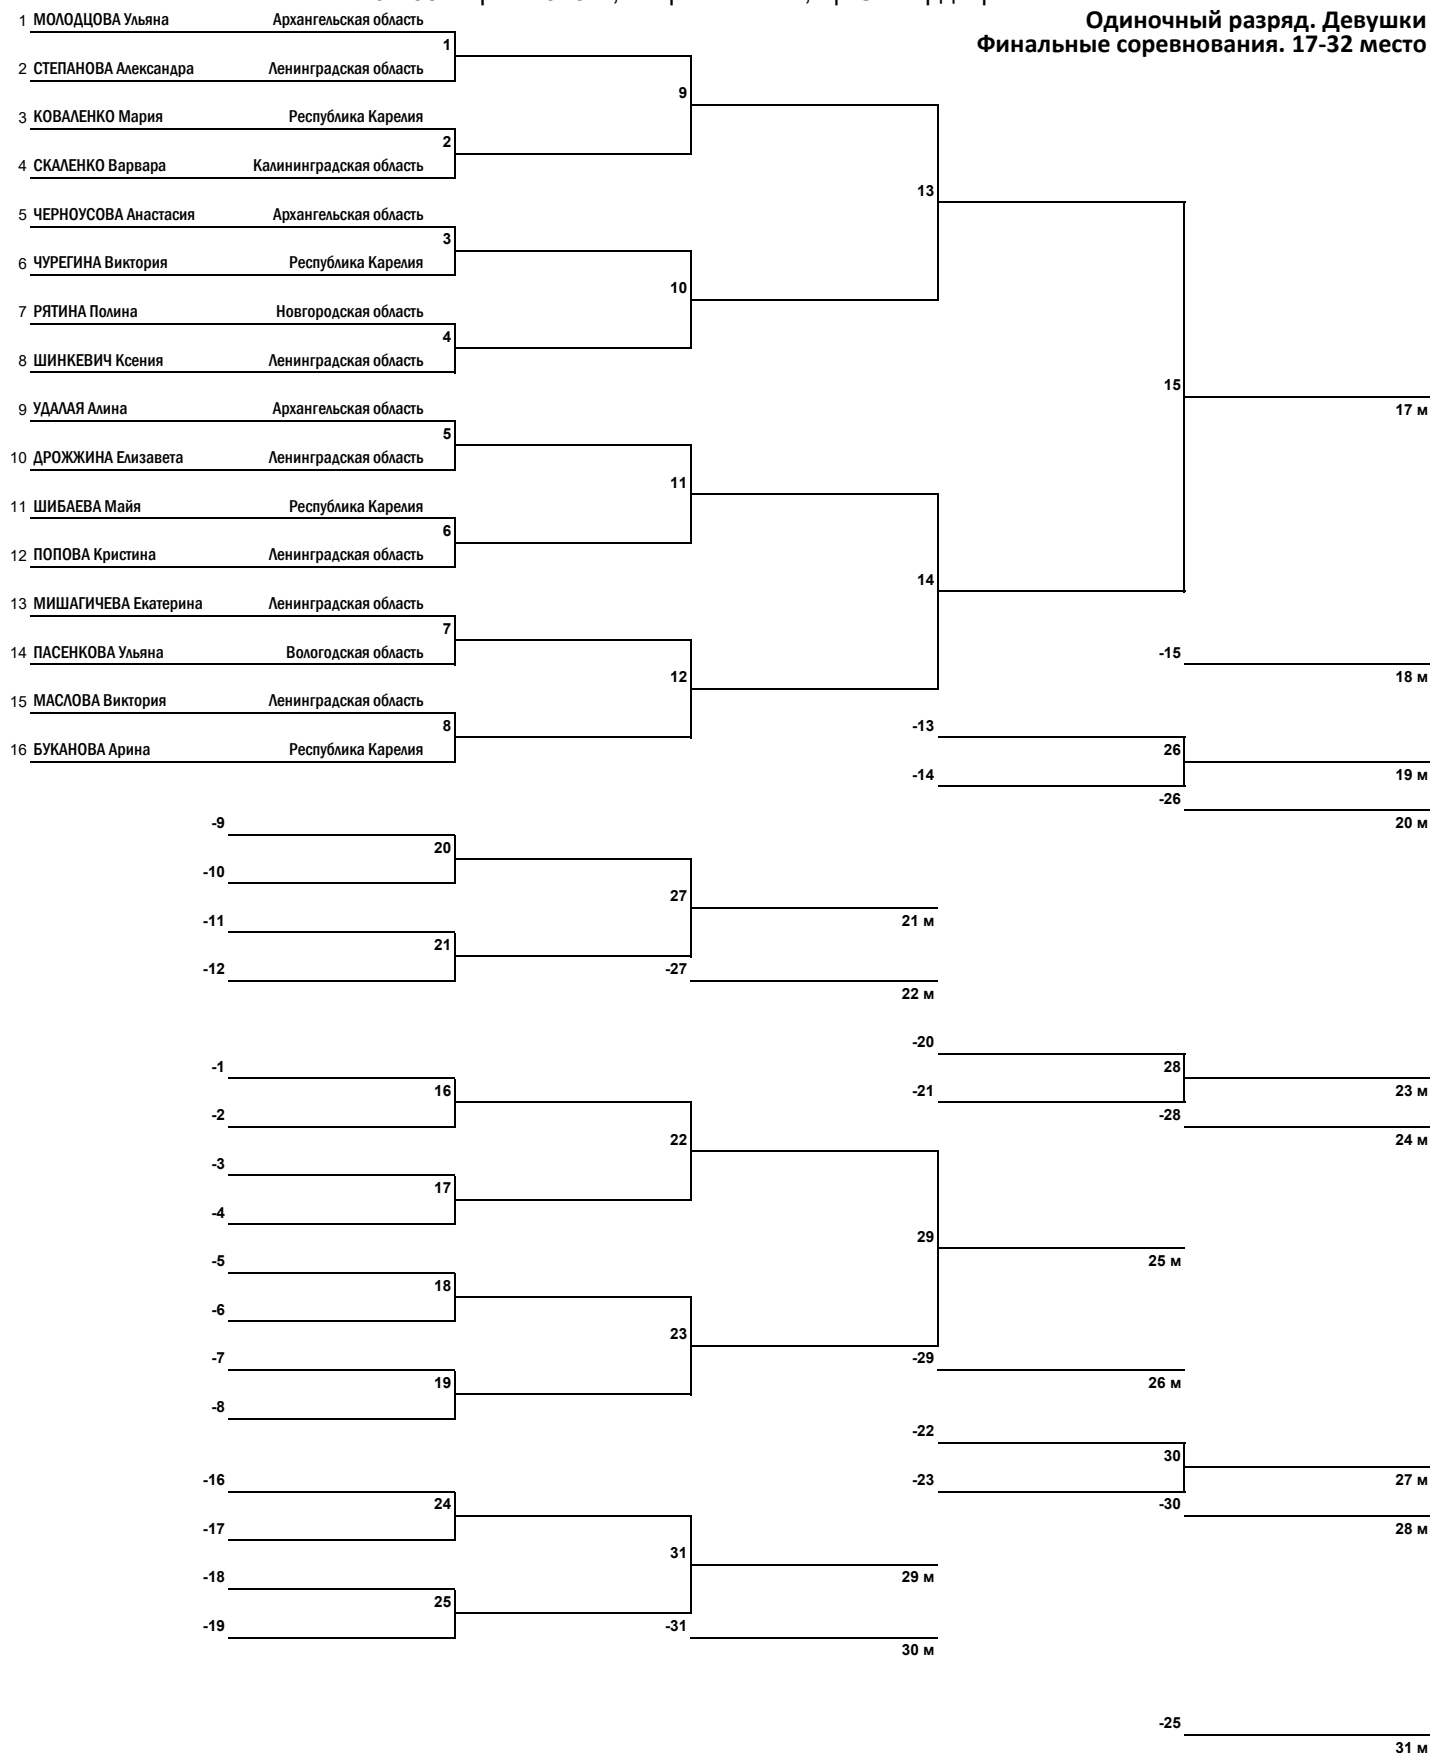 Одиночный разряд. Девушки
Финальные соревнования. 17-32 место
1 МОЛОДЦОВА Ульяна Архангельская область
1
2 СТЕПАНОВА Александра Ленинградская область
9
3 КОВАЛЕНКО Мария Республика Карелия
2
4 СКАЛЕНКО Варвара Калининградская область
13
5 ЧЕРНОУСОВА Анастасия Архангельская область
3
6 ЧУРЕГИНА Виктория Республика Карелия
10
7 РЯТИНА Полина Новгородская область
4
8 ШИНКЕВИЧ Ксения Ленинградская область
15
9 УДАЛАЯ Алина Архангельская область
17 м
5
10 ДРОЖЖИНА Елизавета Ленинградская область
11
11 ШИБАЕВА Майя Республика Карелия
6
12 ПОПОВА Кристина Ленинградская область
14
13 МИШАГИЧЕВА Екатерина Ленинградская область
7
14 ПАСЕНКОВА Ульяна Вологодская область
-15
12
18 м
15 МАСЛОВА Виктория Ленинградская область
8
-13
16 БУКАНОВА Арина Республика Карелия
26
-14
19 м
-26
-9
20 м
20
-10
27
-11
21 м
21
-12
-27
22 м
-20
-1
28
16
-21
23 м
-2
-28
22
24 м
-3
17
-4
29
-5
25 м
18
-6
23
-7
-29
19
26 м
-8
-22
30
-16
-23
27 м
24
-30
-17
28 м
31
-18
29 м
25
-19
-31
30 м
-25
31 м